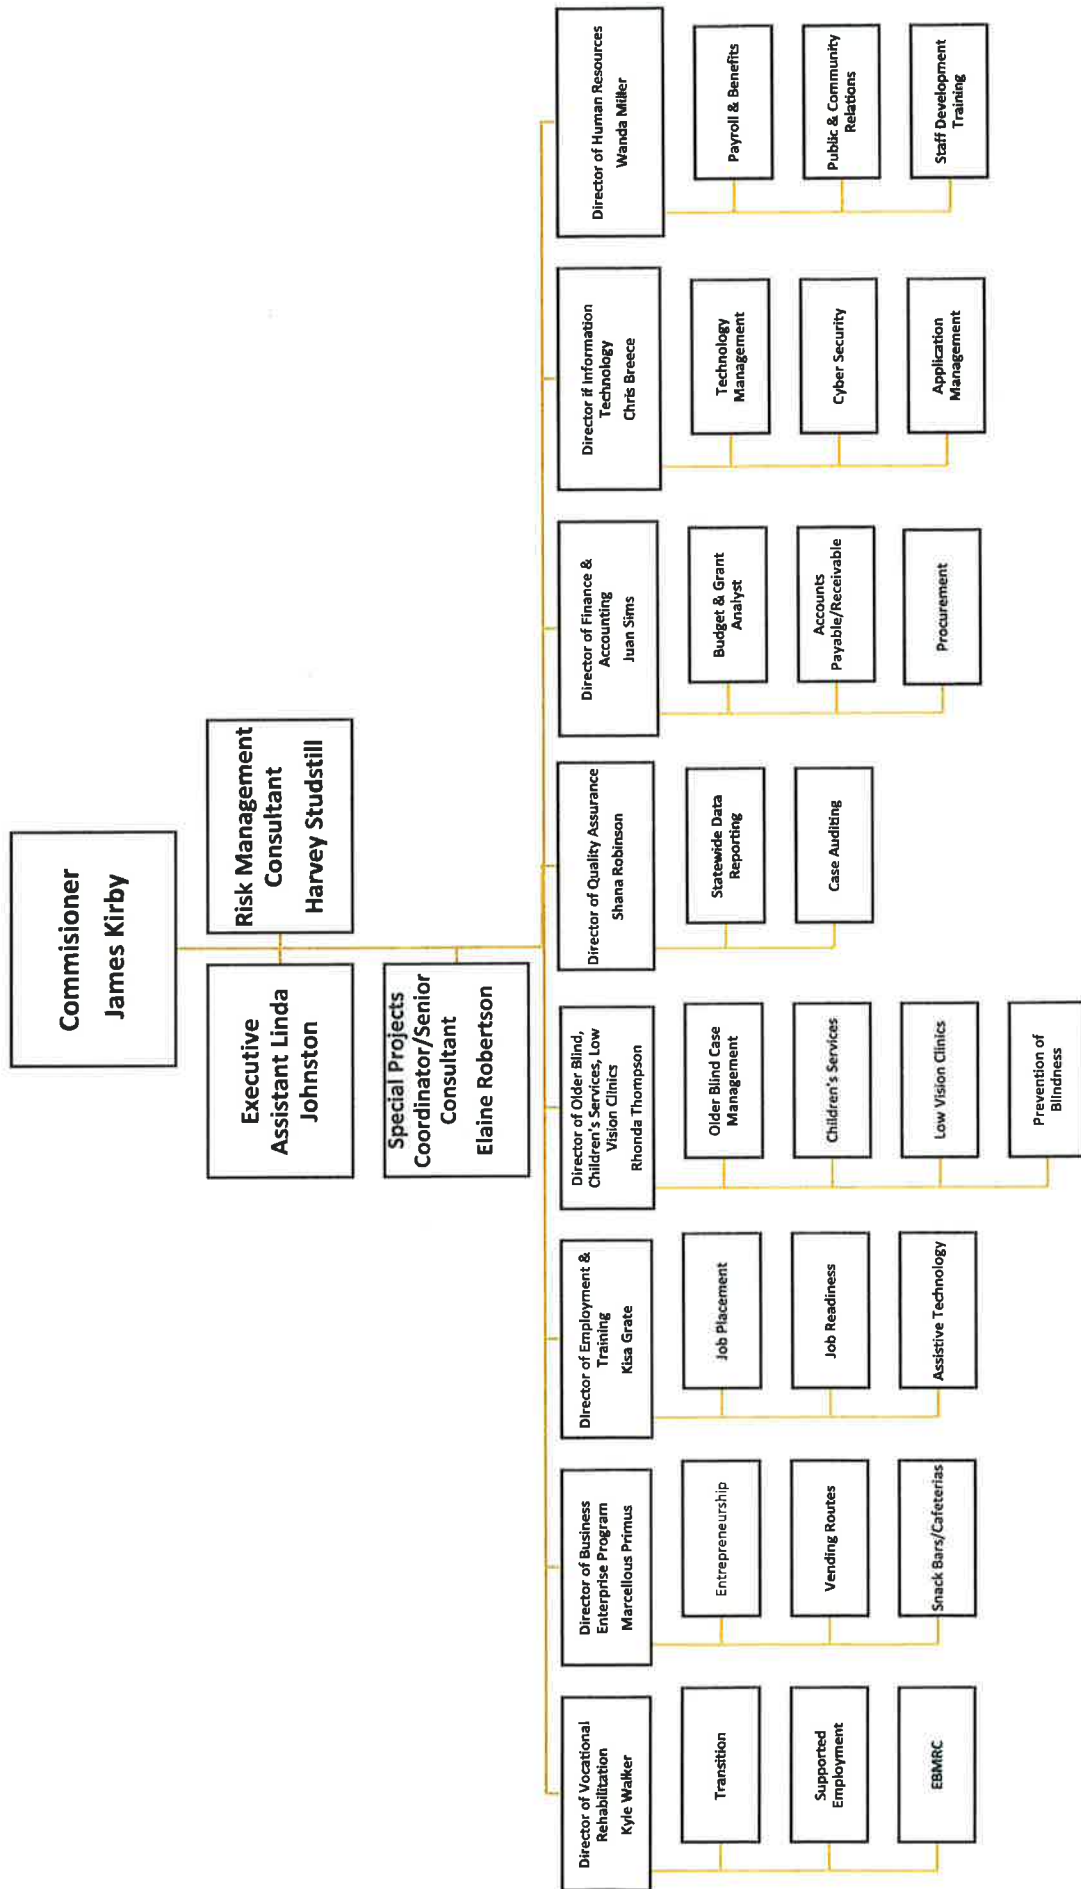 Commisioner
James Kirby
Executive
Assistant Linda
Johnston
Risk Management
Consultant
Harvey Studstill
Special Projects
Coordinator/Senior
Consultant
Elaine Robertson
Director of Vocational
Rehabilitation
Kyle Walker
Transition
Supported
Employment
EBMRC
Director of Business
Enterprise Program
Marcellous Primus
Entrepreneurship
Vending Routes
Snack Bars/Cafeterias
Director of Employment &
Training
Kisa Grate
Job Placement
Job Readiness
Assistive Technology
Director of Older Blind,
Children's Services, Low
Vision Clinics
Rhonda Thompson
Older Blind Case
Management
Children's Services
Low Vision Clinics
Prevention of
Blindness
Director of Quality Assurance
Shana Robinson
Statewide Data
Reporting
Case Auditing
Director of Finance &
Accounting
Juan Sims
Budget & Grant
Analyst
Accounts
Payable/Receivable
Procurement
Director if Information
Technology
Chris Breece
Technology
Management
Cyber Security
Application
Management
Director of Human Resources
Wanda Miller
Payroll & Benefits
Public & Community
Relations
Staff Development
Training